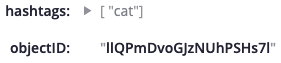 hashtags: ▶ [ "cat"]
objectID: "llQPmDvoGJzNUhPSHs7l"